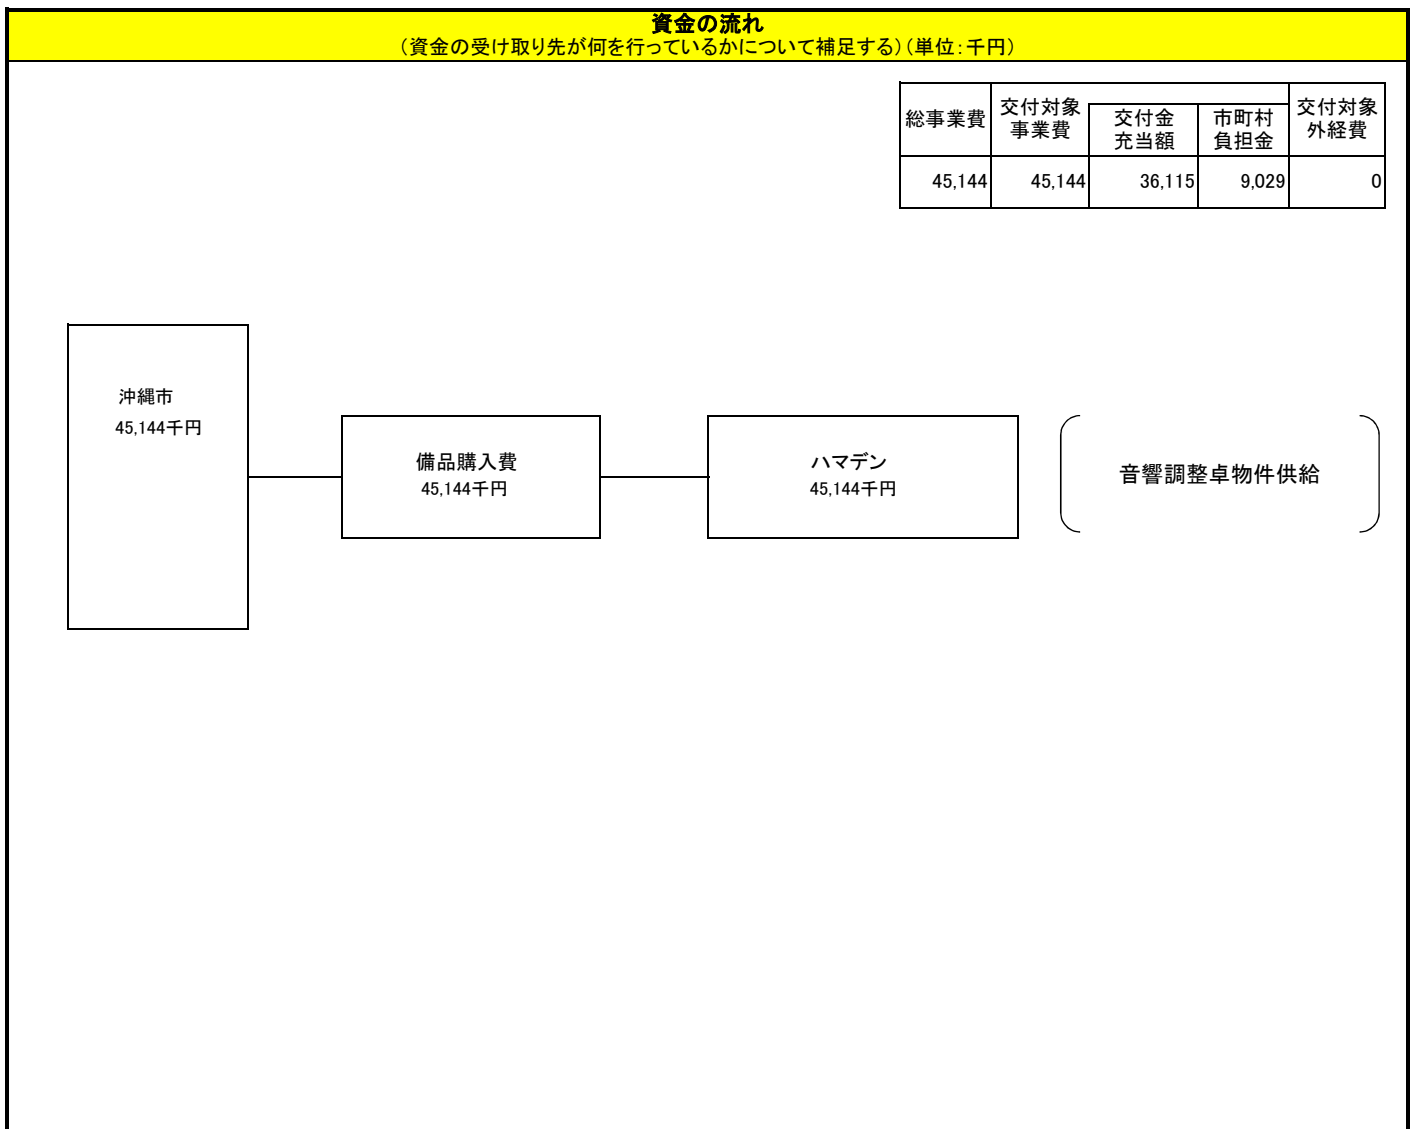 資金の流れ
（資金の受け取り先が何を行っているかについて補足する）（単位：千円）
総事業費
交付対象
事業費
交付金
充当額
市町村
負担金
交付対象
外経費
45,144
45,144
36,115
9,029
0
沖縄市
45,144千円
備品購入費
45,144千円
ハマデン
45,144千円
音響調整卓物件供給